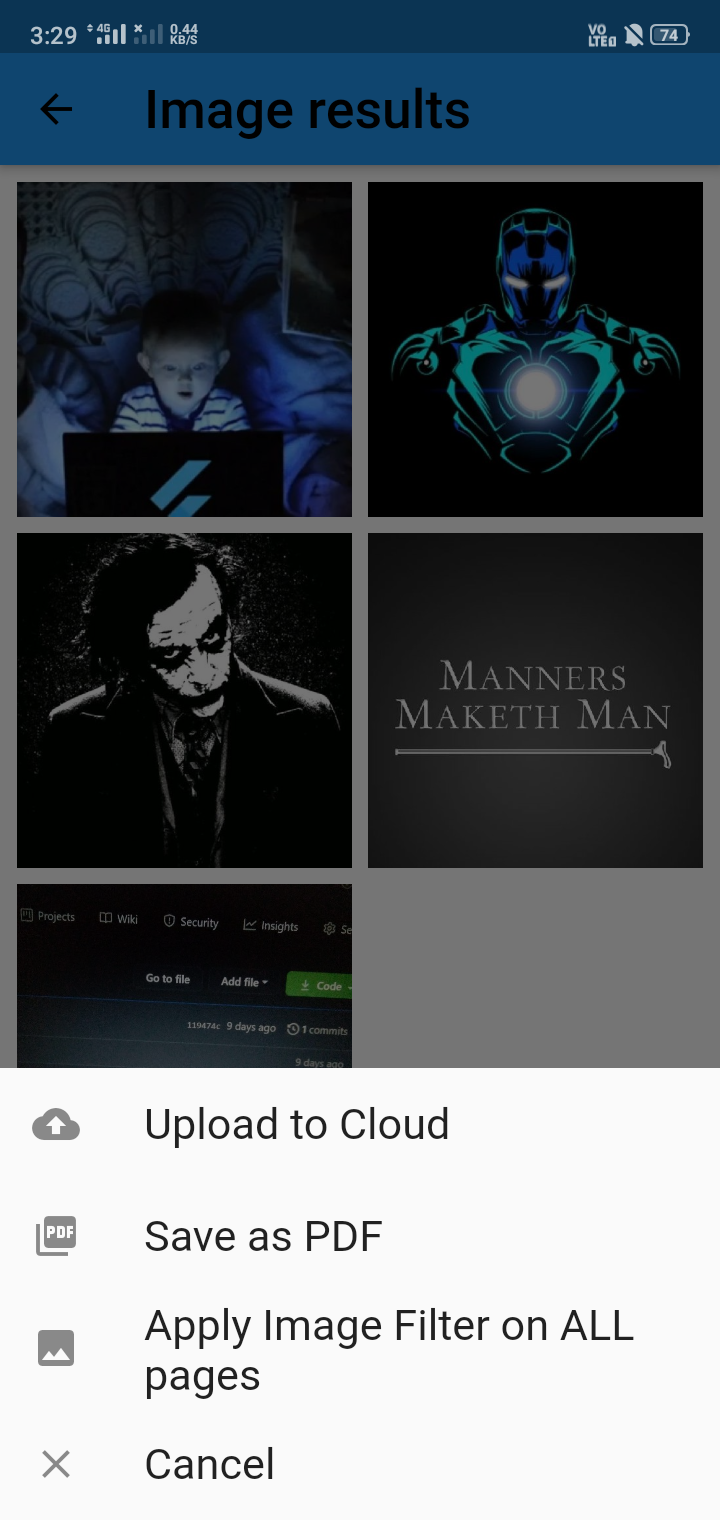 3:29 4G 0.44 KB/S VO LTE 74
Image results
MANNERS
MAKETH MAN
Projects Wiki Security Insights Se
Go to file Add file Code
119474c 9 days ago 1 commits
9 days ago
Upload to Cloud
PDF Save as PDF
Apply Image Filter on ALL
pages
Cancel